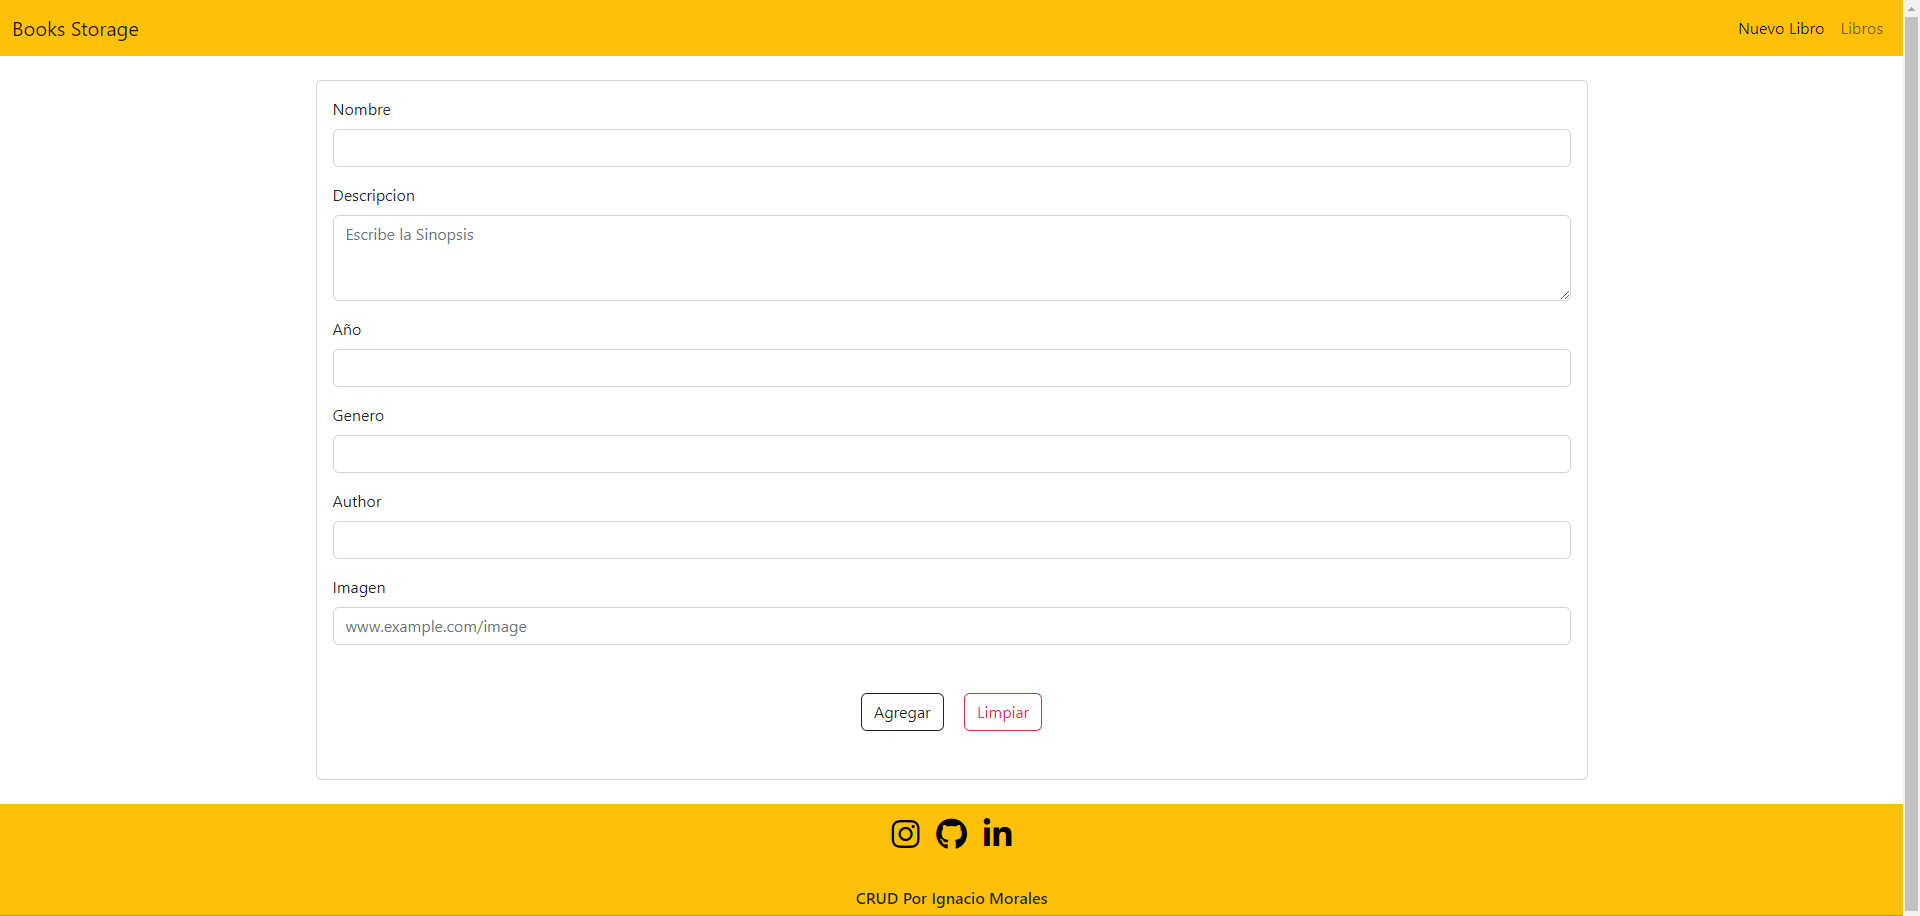 Books Storage
Nuevo Libro Libros
Nombre
Descripcion
Escribe la Sinopsis
Año
Genero
Author
Imagen
www.example.com/image
Agregar Limpiar
CRUD Por Ignacio Morales